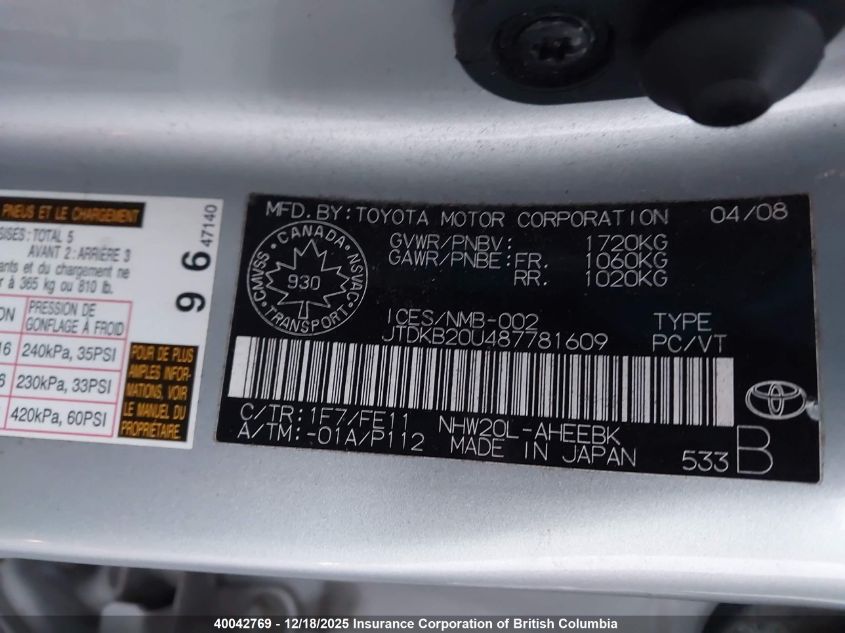 PNEUS ET LE CHARGEMENT
TOTAL 5
AVANT 2: ARRIÈRE 3
et du chargement ne
r à 365 kg ou 810 lb.
PRESSION DE
GONFLAGE À FROID
16 240kPa, 35PSI
6 230kPa, 33PSI
420kPa, 60PSI
POUR DE PLUS
AMPLES INFOR-
MATIONS, VOIR
LE MANUEL DU
PROPRIÉTAIRE.
96
47140
MFD. BY: TOYOTA MOTOR CORPORATION 04/08
GVWR/PNBV: 1720KG
GAWR/PNBE: FR. 1060KG
RR. 1020KG
CANADA
CMVSS 930 NSVAC
TRANSPORT
ICES/NMB-002 TYPE
JTDKB20U487781609 PC/VT
C/TR: 1F7/FE11 NHW20L-AHEEBK
A/TM: -01A/P112 MADE IN JAPAN 533 B
TOYOTA
40042769 - 12/18/2025 Insurance Corporation of British Columbia